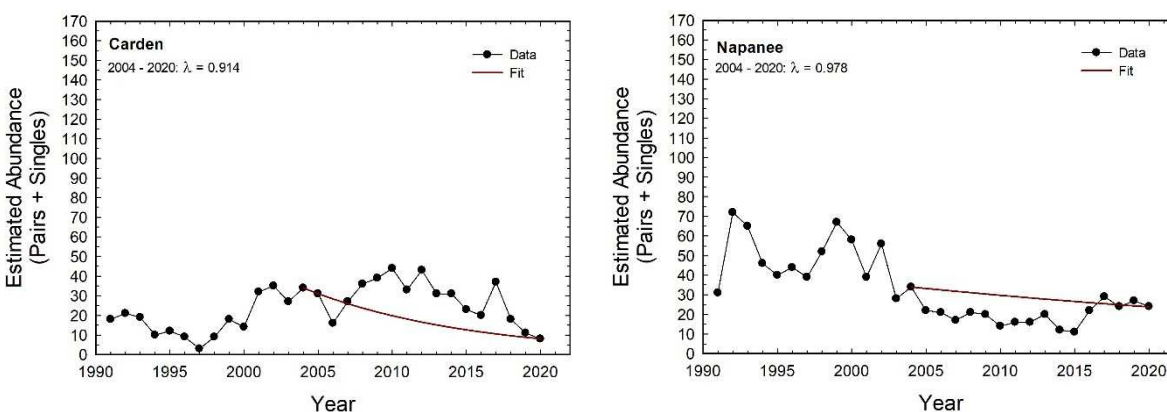 Carden
2004 - 2020: λ = 0.914
Data
Fit
Estimated Abundance
(Pairs + Singles)
170
160
150
140
130
120
110
100
90
80
70
60
50
40
30
20
10
0
1990 1995 2000 2005 2010 2015 2020
Year
Napanee
2004 - 2020: λ = 0.978
Data
Fit
Estimated Abundance
(Pairs + Singles)
170
160
150
140
130
120
110
100
90
80
70
60
50
40
30
20
10
0
1990 1995 2000 2005 2010 2015 2020
Year